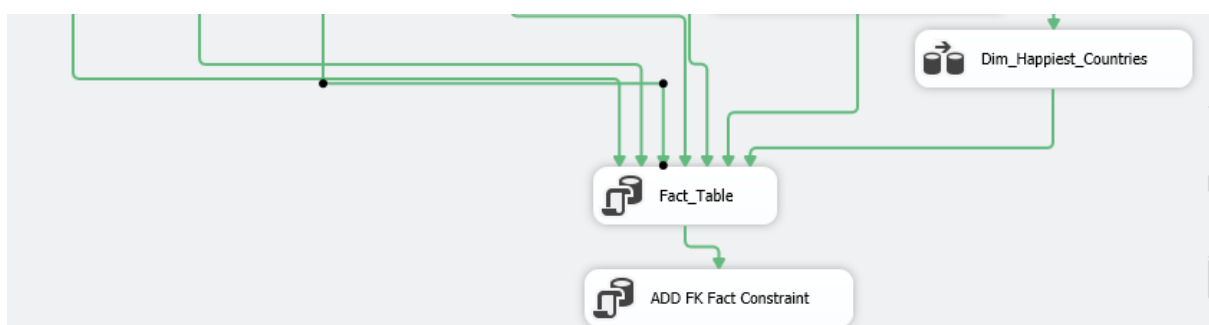 Dim_Happiest_Countries
Fact_Table
ADD FK Fact Constraint